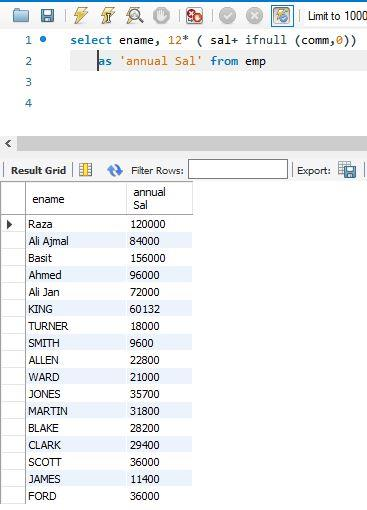 Limit to 1000
1 select ename, 12* ( sal+ ifnull (comm,0))
2 as 'annual Sal' from emp
3
4
Result Grid Filter Rows: Export:
ename annual Sal
Raza 120000
Ali Ajmal 84000
Basit 156000
Ahmed 96000
Ali Jan 72000
KING 60132
TURNER 18000
SMITH 9600
ALLEN 22800
WARD 21000
JONES 35700
MARTIN 31800
BLAKE 28200
CLARK 29400
SCOTT 36000
JAMES 11400
FORD 36000